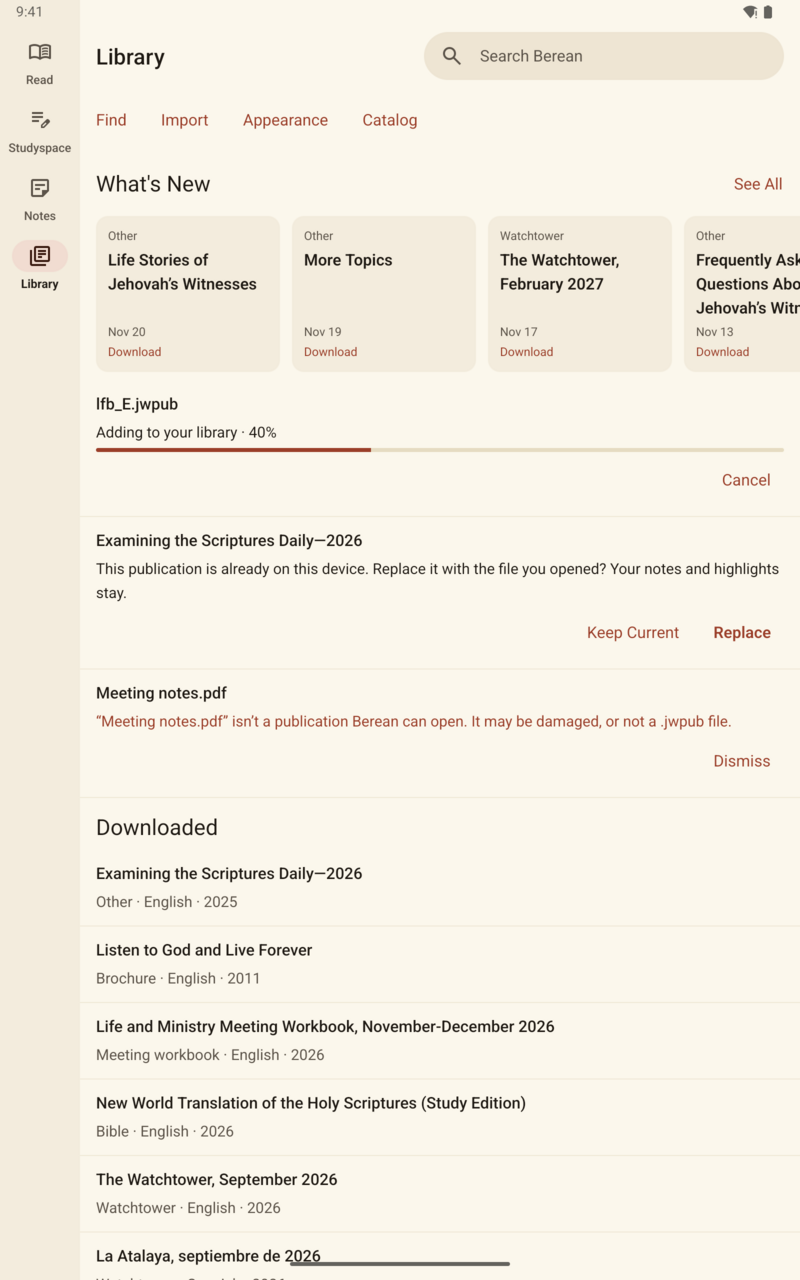 9:41
Read
Studyspace
Notes
Library
Library
Search Berean
Find Import Appearance Catalog
What's New
See All
Other
Life Stories of
Jehovah’s Witnesses
Nov 20
Download
Other
More Topics
Nov 19
Download
Watchtower
The Watchtower,
February 2027
Nov 17
Download
Other
Frequently
Questions
Jehovah’s
Nov 13
Download
lfb_E.jwpub
Adding to your library · 40%
Cancel
Examining the Scriptures Daily—2026
This publication is already on this device. Replace it with the file you opened? Your notes and highlights
stay.
Keep Current Replace
Meeting notes.pdf
“Meeting notes.pdf” isn’t a publication Berean can open. It may be damaged, or not a .jwpub file.
Dismiss
Downloaded
Examining the Scriptures Daily—2026
Other · English · 2025
Listen to God and Live Forever
Brochure · English · 2011
Life and Ministry Meeting Workbook, November-December 2026
Meeting workbook · English · 2026
New World Translation of the Holy Scriptures (Study Edition)
Bible · English · 2026
The Watchtower, September 2026
Watchtower · English · 2026
La Atalaya, septiembre de 2026